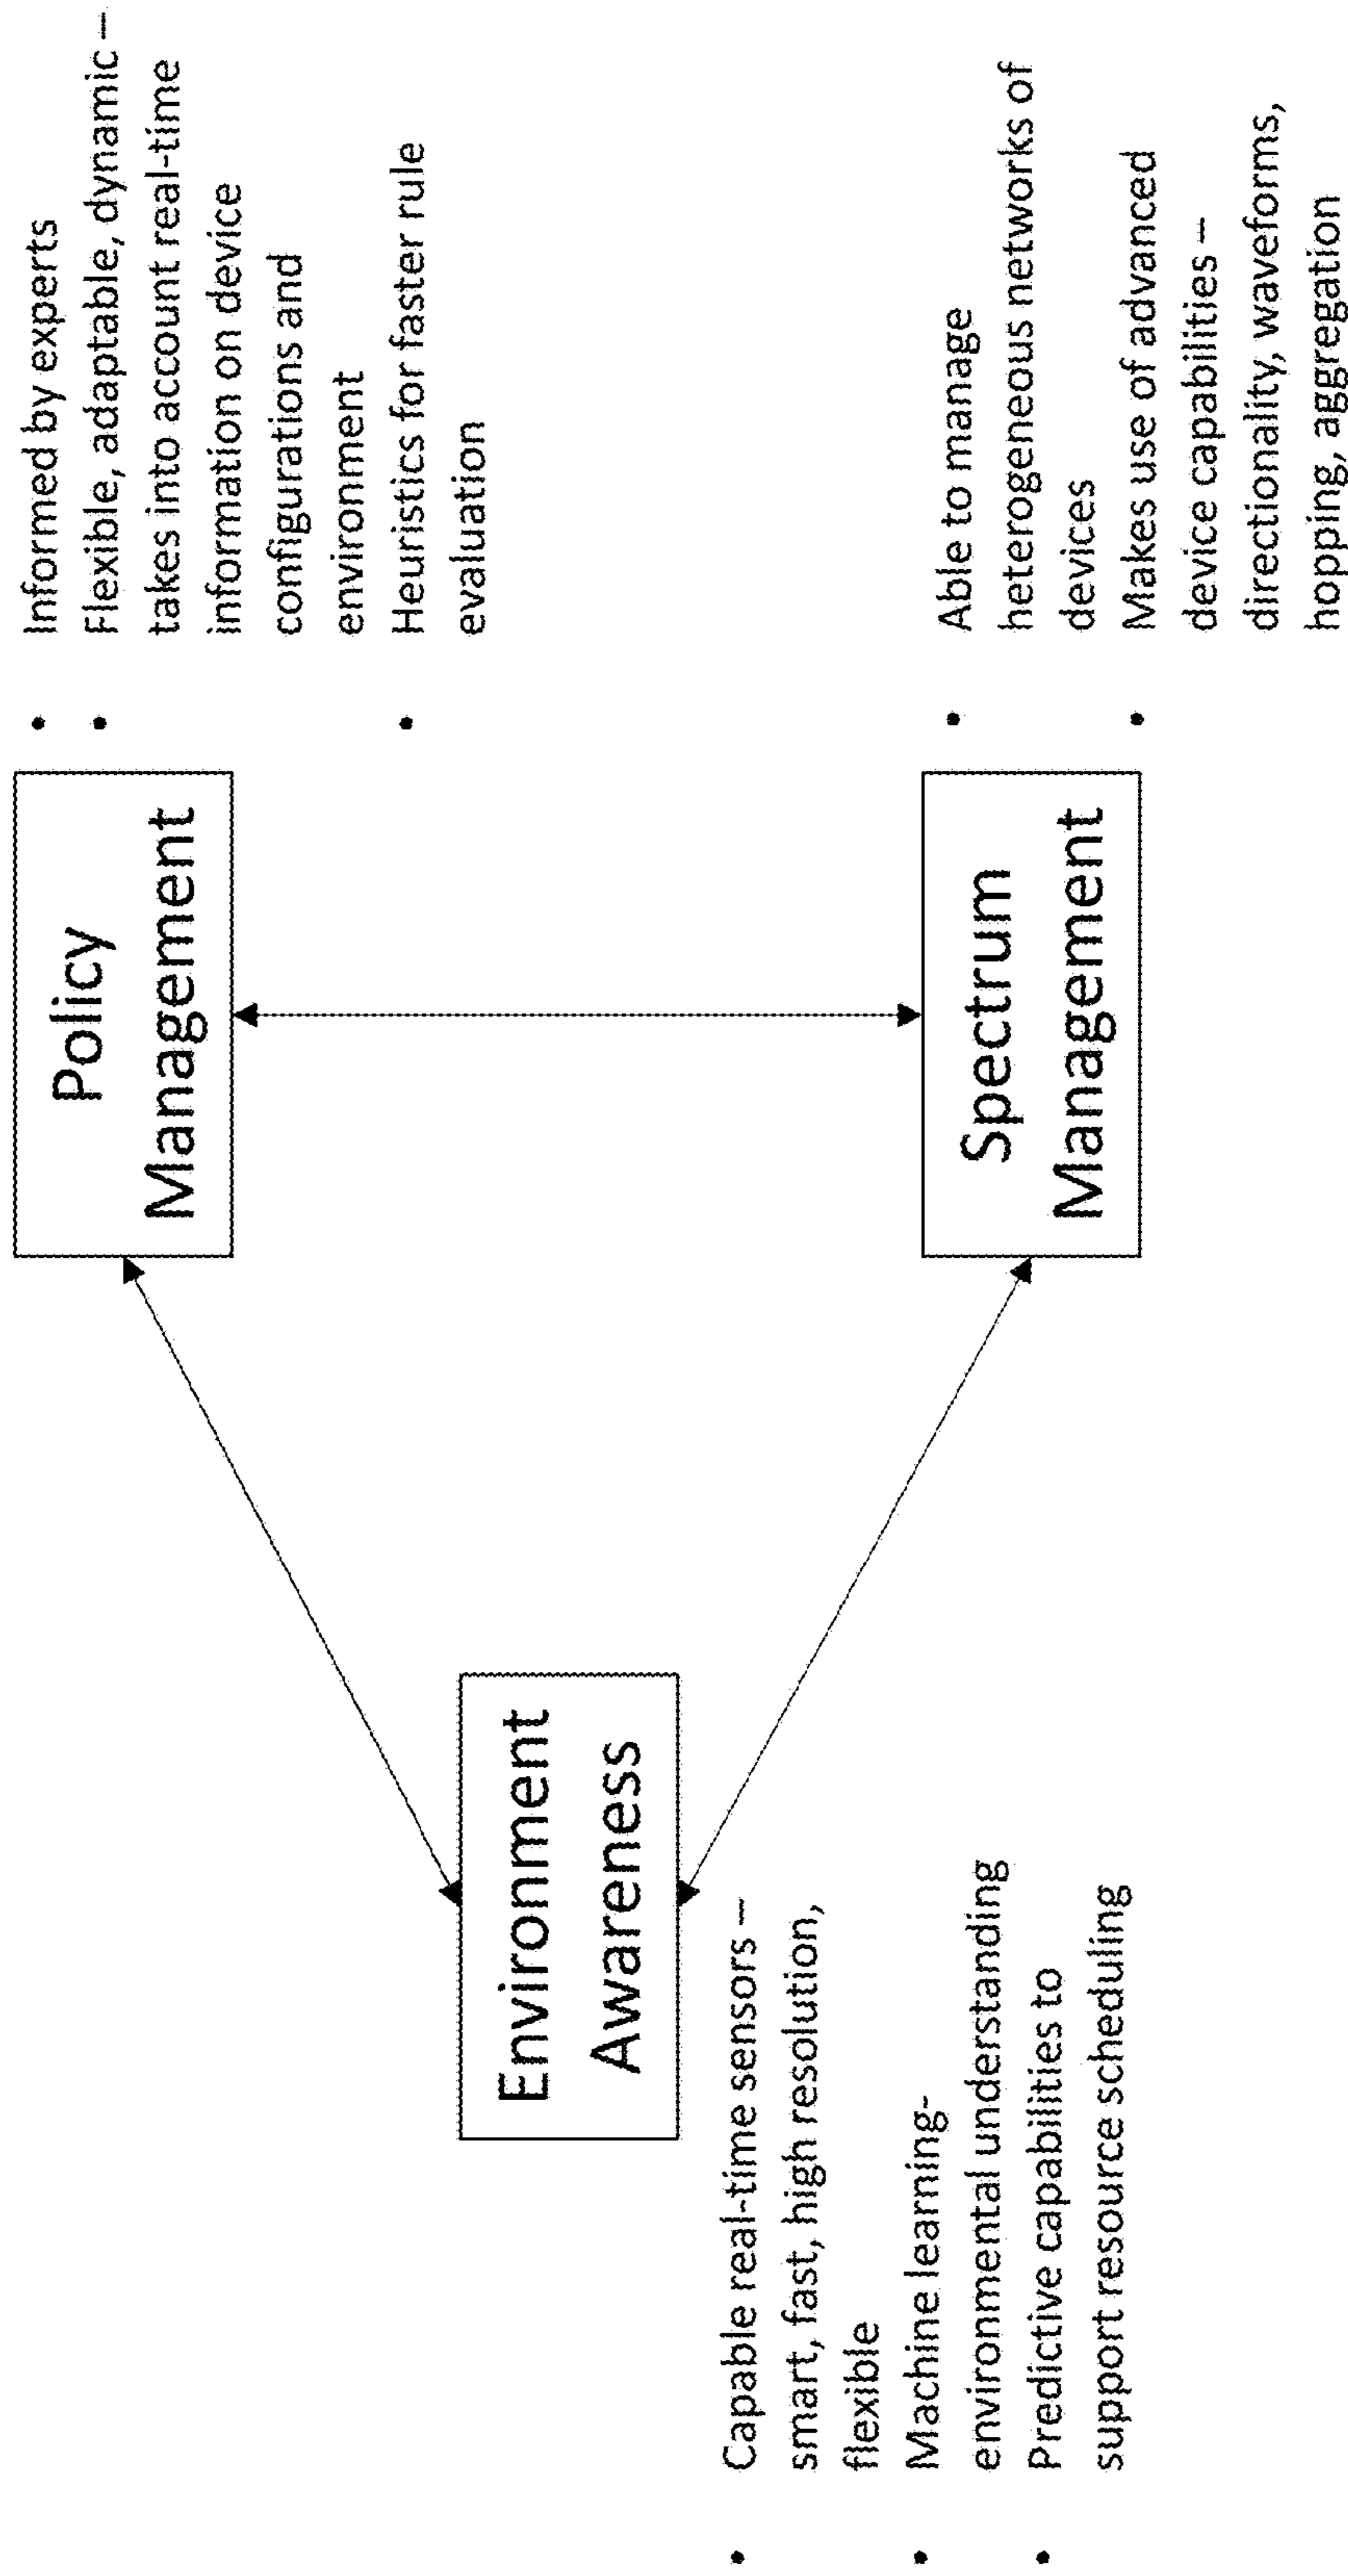 Policy
Management
• Informed by experts
• Flexible, adaptable, dynamic –
takes into account real-time
information on device
configurations and
environment
• Heuristics for faster rule
evaluation
Environment
Awareness
• Capable real-time sensors –
smart, fast, high resolution,
flexible
• Machine learning-
environmental understanding
• Predictive capabilities to
support resource scheduling
Spectrum
Management
• Able to manage
heterogeneous networks of
devices
• Makes use of advanced
device capabilities –
directionality, waveforms,
hopping, aggregation